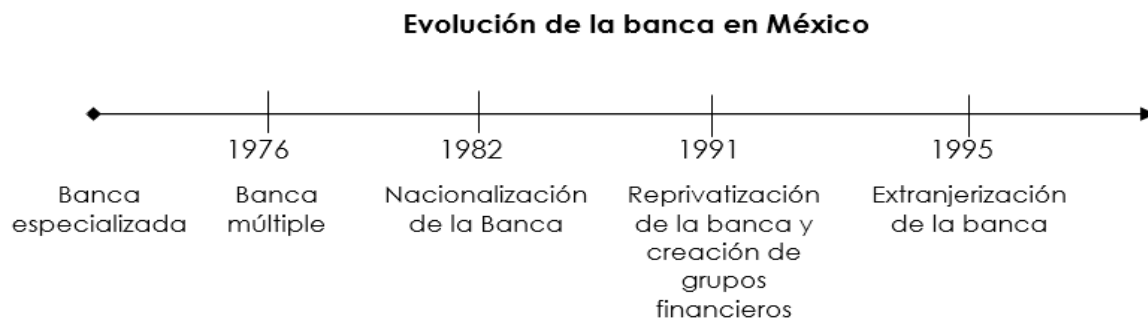 Evolución de la banca en México
1976
1982
1991
1995
Banca
especializada
Banca
múltiple
Nacionalización
de la Banca
Reprivatización
de la banca y
creación de
grupos
financieros
Extranjerización
de la banca